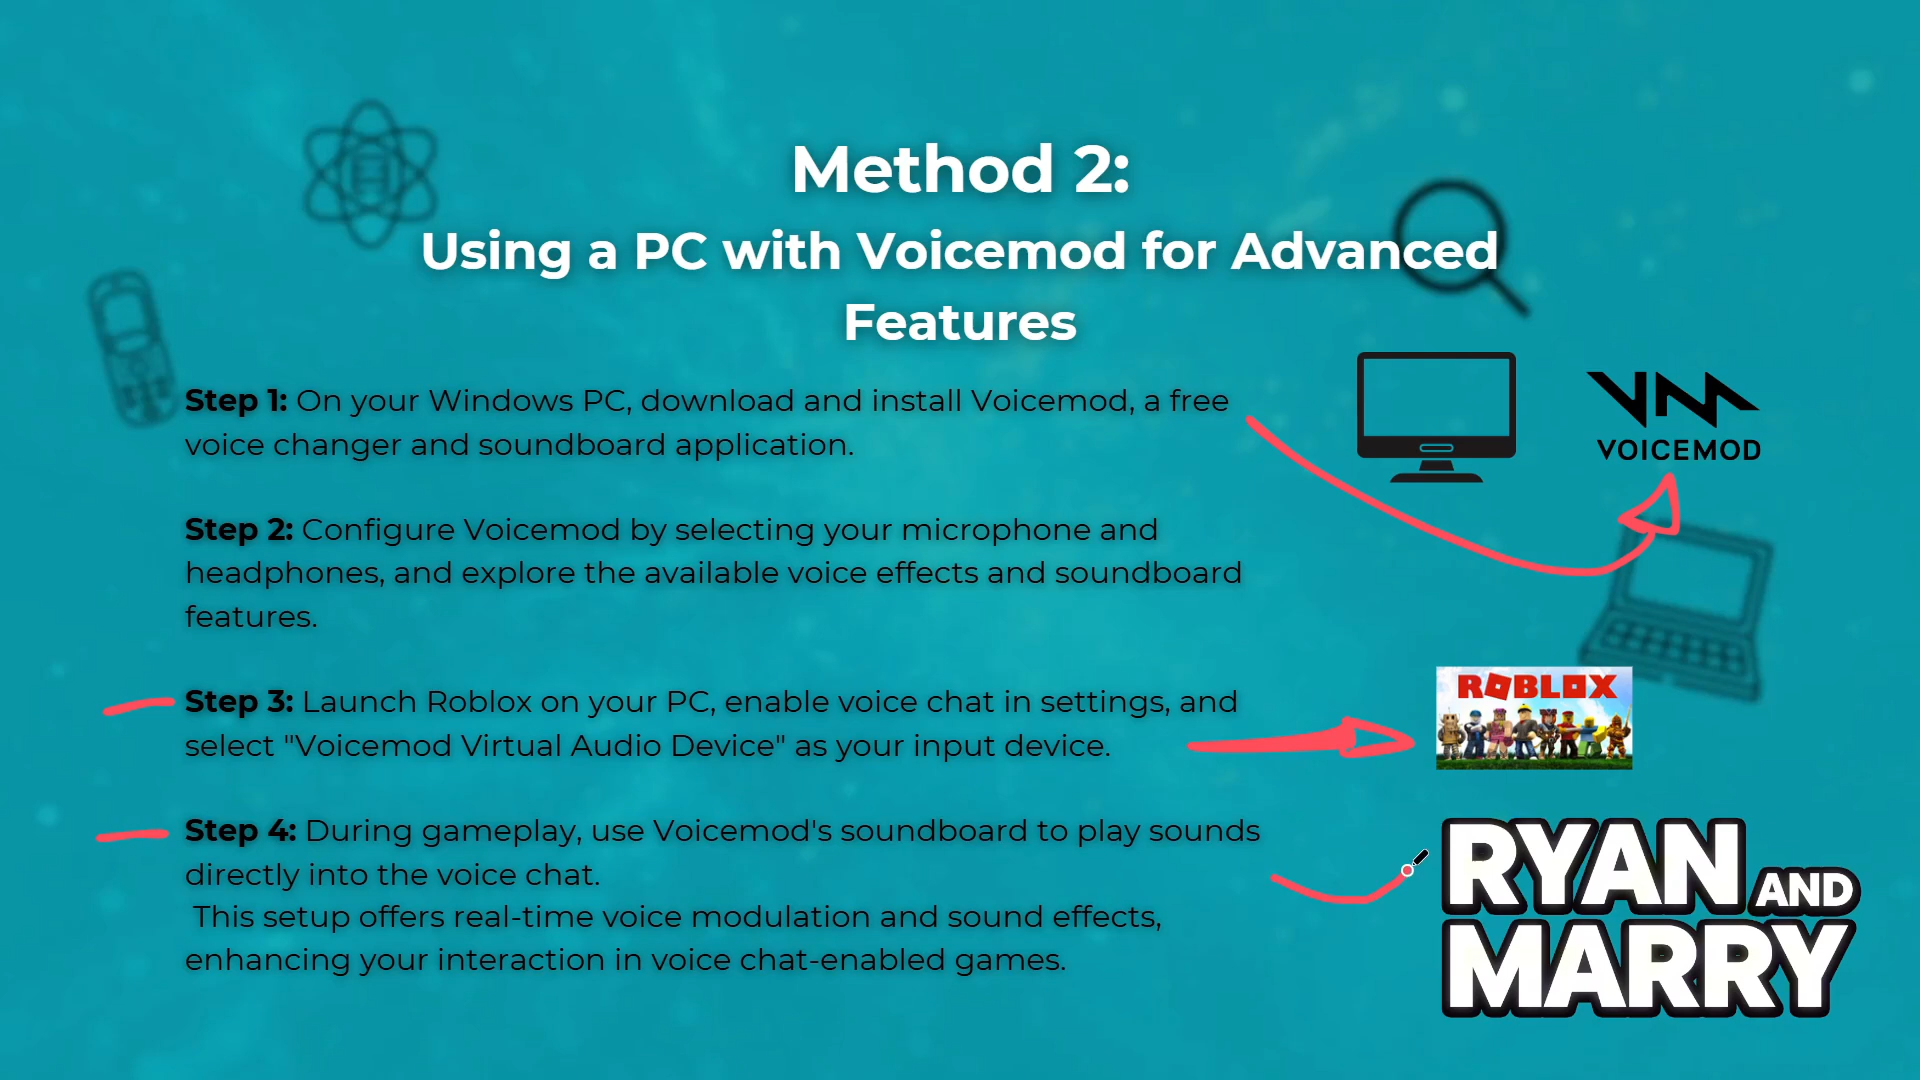 Method 2:
Using a PC with Voicemod for Advanced
Features
Step 1: On your Windows PC, download and install Voicemod, a free
voice changer and soundboard application.
VOICEMOD
Step 2: Configure Voicemod by selecting your microphone and
headphones, and explore the available voice effects and soundboard
features.
Step 3: Launch Roblox on your PC, enable voice chat in settings, and
select "Voicemod Virtual Audio Device" as your input device.
ROBLOX
Step 4: During gameplay, use Voicemod's soundboard to play sounds
directly into the voice chat.
This setup offers real-time voice modulation and sound effects,
enhancing your interaction in voice chat-enabled games.
RYAN AND
MARRY